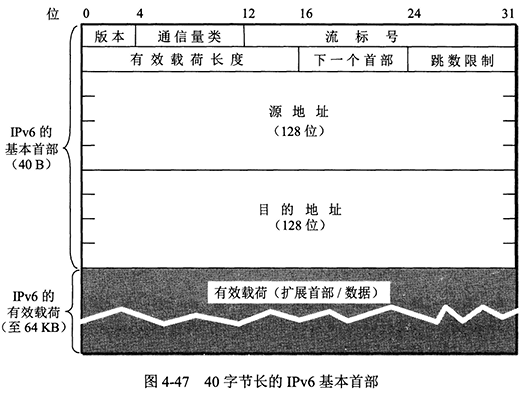 位 0 4 12 16 24 31
版本 通信量类 流标号
有效载荷长度 下一个首部 跳数限制
源地址
（128 位）
IPv6 的
基本首部
（40 B）
目的地址
（128 位）
IPv6 的
有效载荷
（至 64 KB）
有效载荷（扩展首部 / 数据）
图 4-47 40 字节长的 IPv6 基本首部